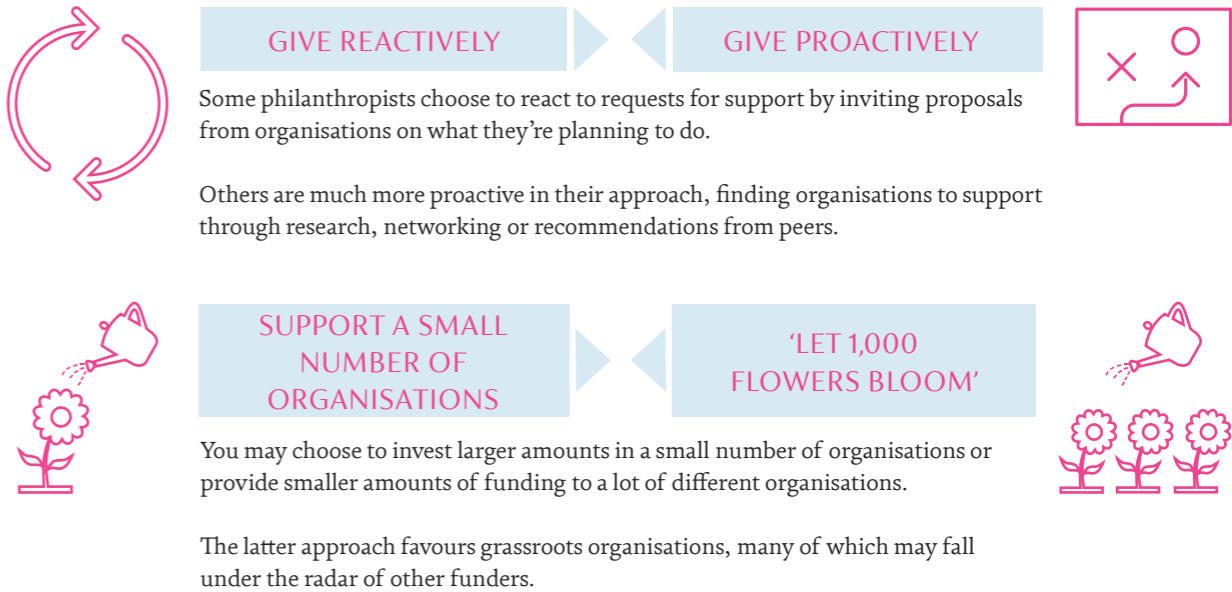 GIVE REACTIVELY
GIVE PROACTIVELY
Some philanthropists choose to react to requests for support by inviting proposals
from organisations on what they’re planning to do.
Others are much more proactive in their approach, finding organisations to support
through research, networking or recommendations from peers.
SUPPORT A SMALL
NUMBER OF
ORGANISATIONS
‘LET 1,000
FLOWERS BLOOM’
You may choose to invest larger amounts in a small number of organisations or
provide smaller amounts of funding to a lot of different organisations.
The latter approach favours grassroots organisations, many of which may fall
under the radar of other funders.